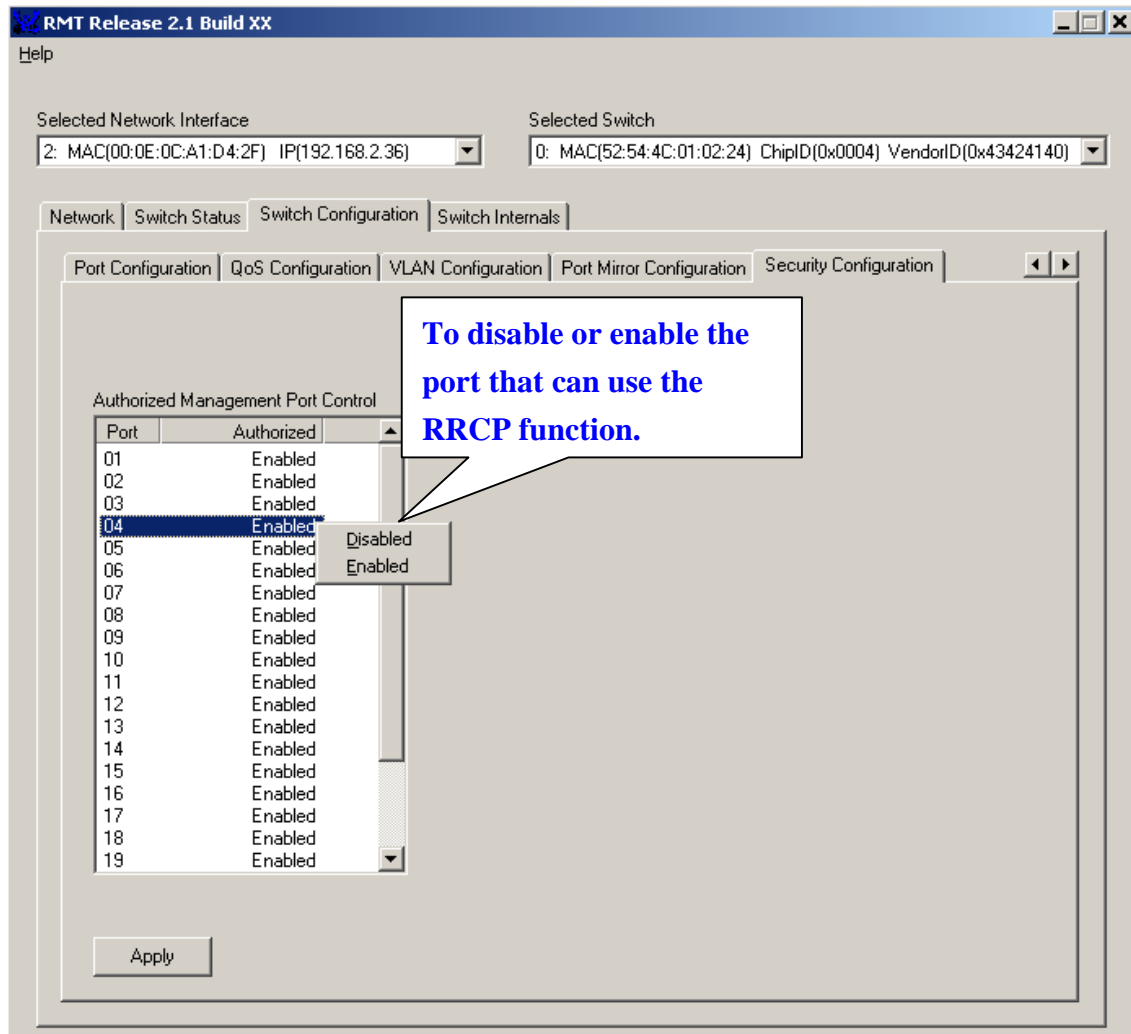 RMT Release 2.1 Build XX
Help
Selected Network Interface
2: MAC(00:0E:0C:A1:D4:2F) IP(192.168.2.36)
Selected Switch
0: MAC(52:54:4C:01:02:24) ChipID(0x0004) VendorID(0x43424140)
Network Switch Status Switch Configuration Switch Internals
Port Configuration QoS Configuration VLAN Configuration Port Mirror Configuration Security Configuration
To disable or enable the
port that can use the
RRCP function.
Authorized Management Port Control
Port Authorized
01 Enabled
02 Enabled
03 Enabled
04 Enabled
05 Enabled
06 Enabled
07 Enabled
08 Enabled
09 Enabled
10 Enabled
11 Enabled
12 Enabled
13 Enabled
14 Enabled
15 Enabled
16 Enabled
17 Enabled
18 Enabled
19 Enabled
Disabled
Enabled
Apply